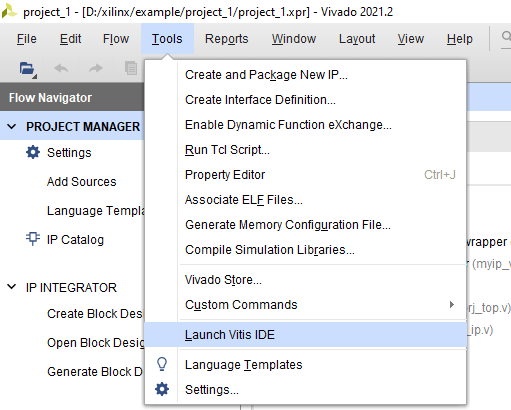 project_1 - [D:/xilinx/example/project_1/project_1.xpr] - Vivado 2021.2
File Edit Flow Tools Reports Window Layout View Help
Flow Navigator
PROJECT MANAGER
Settings
Add Sources
Language Templa
IP Catalog
IP INTEGRATOR
Create Block Des
Open Block Desig
Generate Block D
Create and Package New IP...
Create Interface Definition...
Enable Dynamic Function eXchange...
Run Tcl Script...
Property Editor Ctrl+J
Associate ELF Files...
Generate Memory Configuration File...
Compile Simulation Libraries...
Vivado Store...
Custom Commands
Launch Vitis IDE
Language Templates
Settings...
wrapper
(myip_v
rj_top.v)
_ip.v)